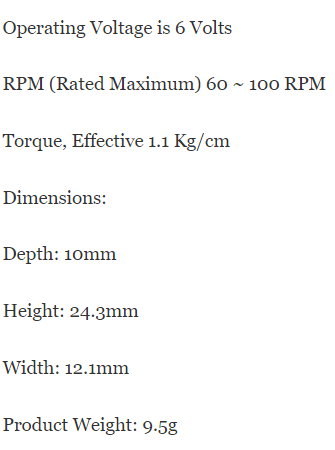 Operating Voltage is 6 Volts
RPM (Rated Maximum) 60 ~ 100 RPM
Torque, Effective 1.1 Kg/cm
Dimensions:
Depth: 10mm
Height: 24.3mm
Width: 12.1mm
Product Weight: 9.5g